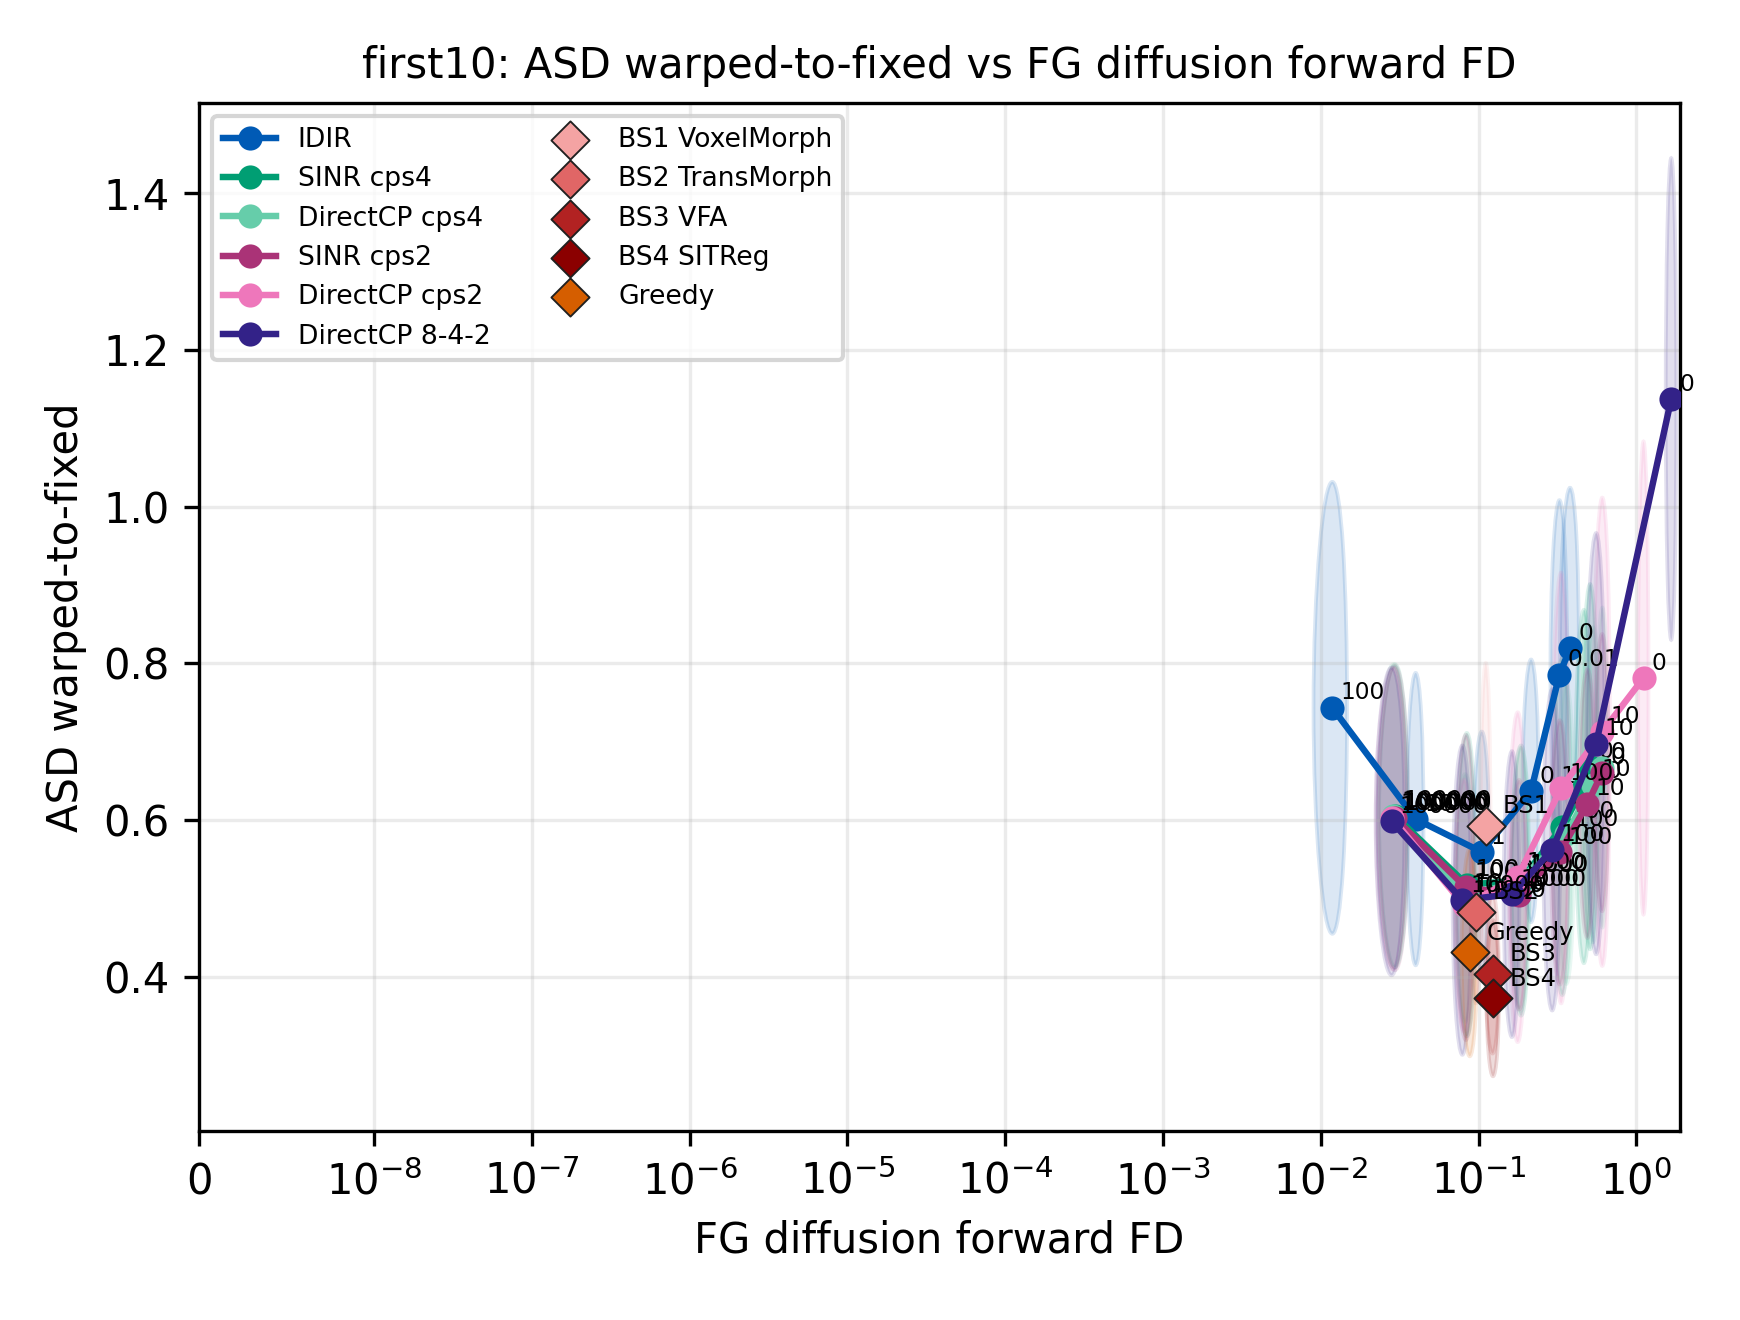 first10: ASD warped-to-fixed vs FG diffusion forward FD
ASD warped-to-fixed
1.4
1.2
1.0
0.8
0.6
0.4
IDIR
SINR cps4
DirectCP cps4
SINR cps2
DirectCP cps2
DirectCP 8-4-2
BS1 VoxelMorph
BS2 TransMorph
BS3 VFA
BS4 SITReg
Greedy
0
0
0.01
0
100
10
10
BS1
BS2
Greedy
BS3
BS4
0
10⁻⁸
10⁻⁷
10⁻⁶
10⁻⁵
10⁻⁴
10⁻³
10⁻²
10⁻¹
10⁰
FG diffusion forward FD